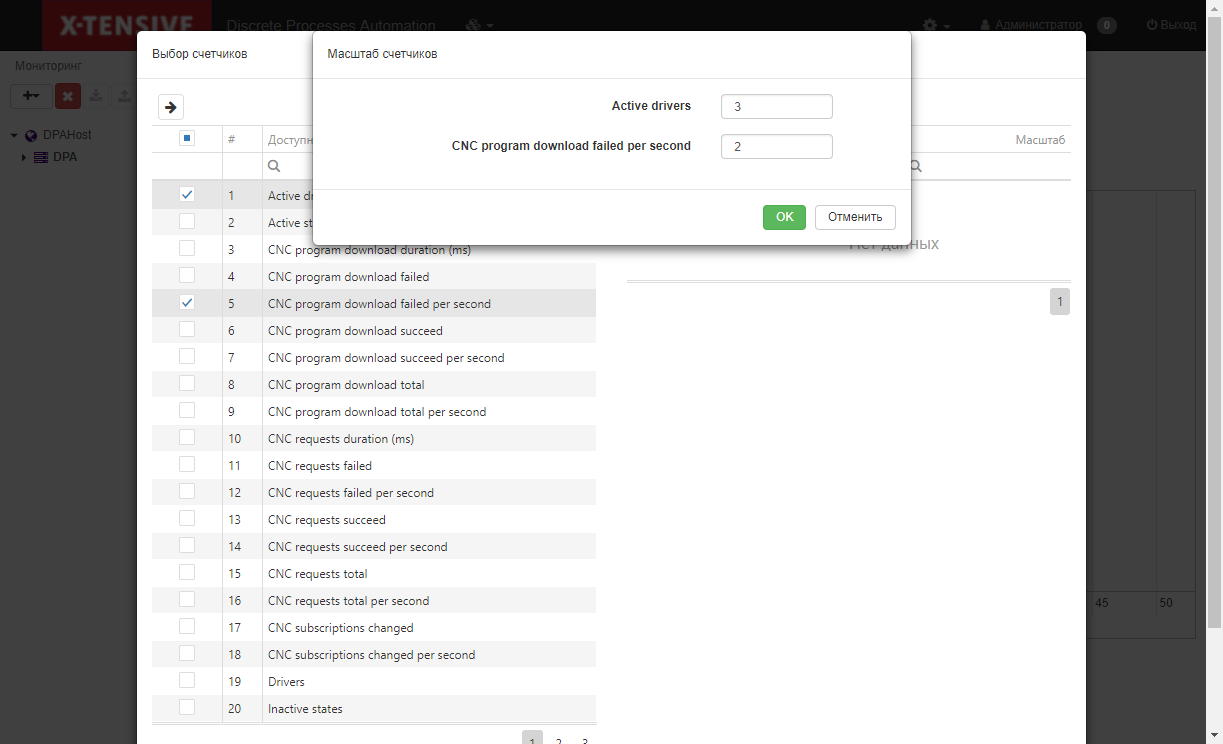 X-TENSIVE
Discrete Processes Automation
Администратор
0
Выход
Мониторинг
DPAHost
DPA
Выбор счетчиков
Масштаб счетчиков
Active drivers
3
CNC program download failed per second
2
OK
Отменить
#
Доступн
Масштаб
1
Active dr
2
Active st
3
CNC program download duration (ms)
4
CNC program download failed
5
CNC program download failed per second
6
CNC program download succeed
7
CNC program download succeed per second
8
CNC program download total
9
CNC program download total per second
10
CNC requests duration (ms)
11
CNC requests failed
12
CNC requests failed per second
13
CNC requests succeed
14
CNC requests succeed per second
15
CNC requests total
16
CNC requests total per second
17
CNC subscriptions changed
18
CNC subscriptions changed per second
19
Drivers
20
Inactive states
1 2 3
Нет данных
1
45
50